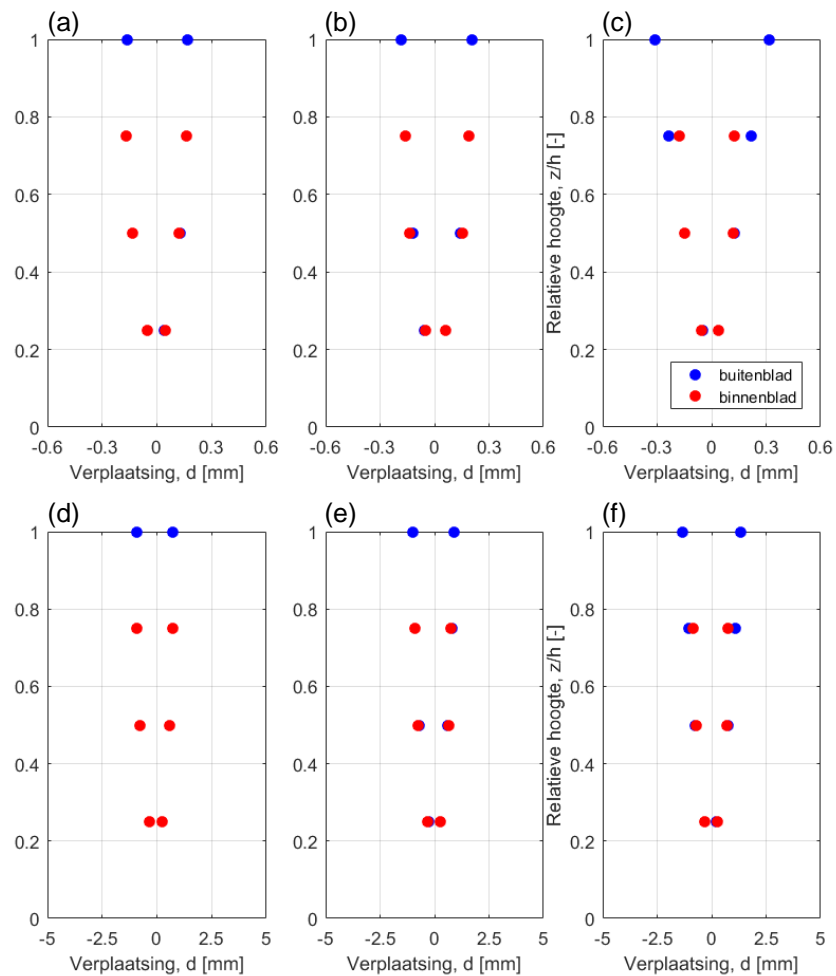 (a)
(b)
(c)
1
0.8
0.6
0.4
0.2
0
-0.6 -0.3 0 0.3 0.6
Verplaatsing, d [mm]
1
0.8
0.6
0.4
0.2
0
-0.6 -0.3 0 0.3 0.6
Verplaatsing, d [mm]
Relatieve hoogte, z/h [-]
1
0.8
0.6
0.4
0.2
0
buitenblad
binnenblad
-0.6 -0.3 0 0.3 0.6
Verplaatsing, d [mm]
(d)
(e)
(f)
1
0.8
0.6
0.4
0.2
0
-5 -2.5 0 2.5 5
Verplaatsing, d [mm]
1
0.8
0.6
0.4
0.2
0
-5 -2.5 0 2.5 5
Verplaatsing, d [mm]
Relatieve hoogte, z/h [-]
1
0.8
0.6
0.4
0.2
0
-5 -2.5 0 2.5 5
Verplaatsing, d [mm]